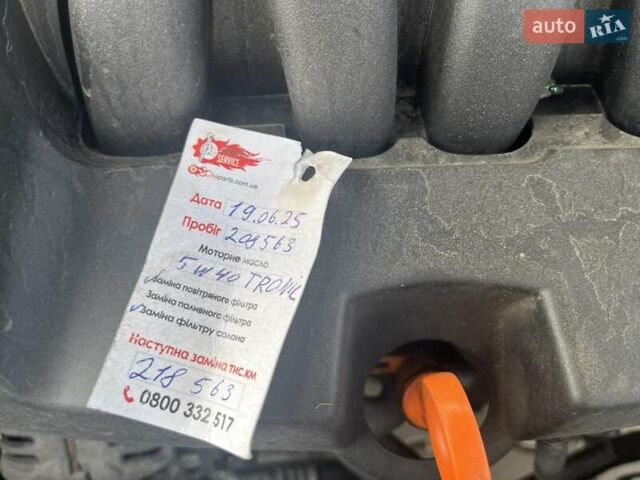 auto RIA
.com
SERVICE
Дата 19.06.25
Пробіг 208563
Моторне масло
5W40 TRONIC
Заміна повітряного фільтра
Заміна паливного фільтра
Заміна фільтру салона
Наступна заміна тис.км
218 563
0800 332 517